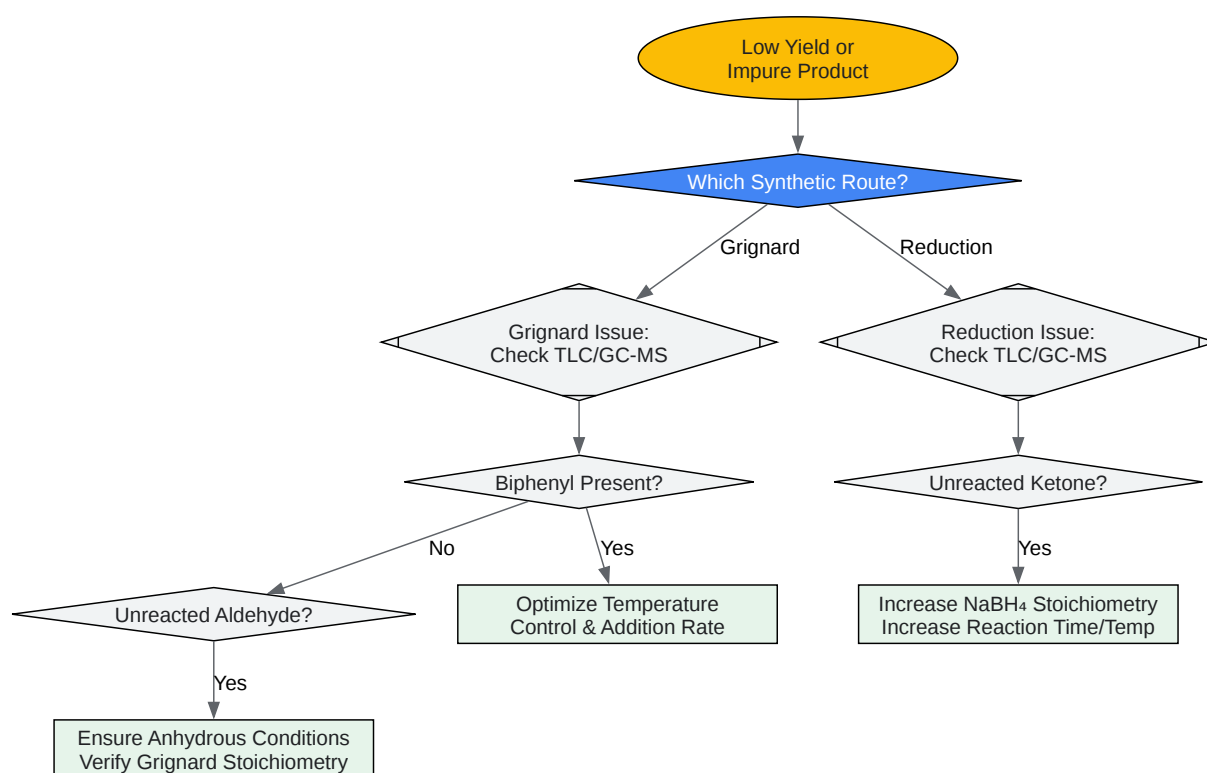 Low Yield or
Impure Product
Which Synthetic Route?
Grignard
Reduction
Grignard Issue:
Check TLC/GC-MS
Reduction Issue:
Check TLC/GC-MS
Biphenyl Present?
Unreacted Ketone?
No
Yes
Yes
Unreacted Aldehyde?
Optimize Temperature
Control & Addition Rate
Increase NaBH₄ Stoichiometry
Increase Reaction Time/Temp
Yes
Ensure Anhydrous Conditions
Verify Grignard Stoichiometry